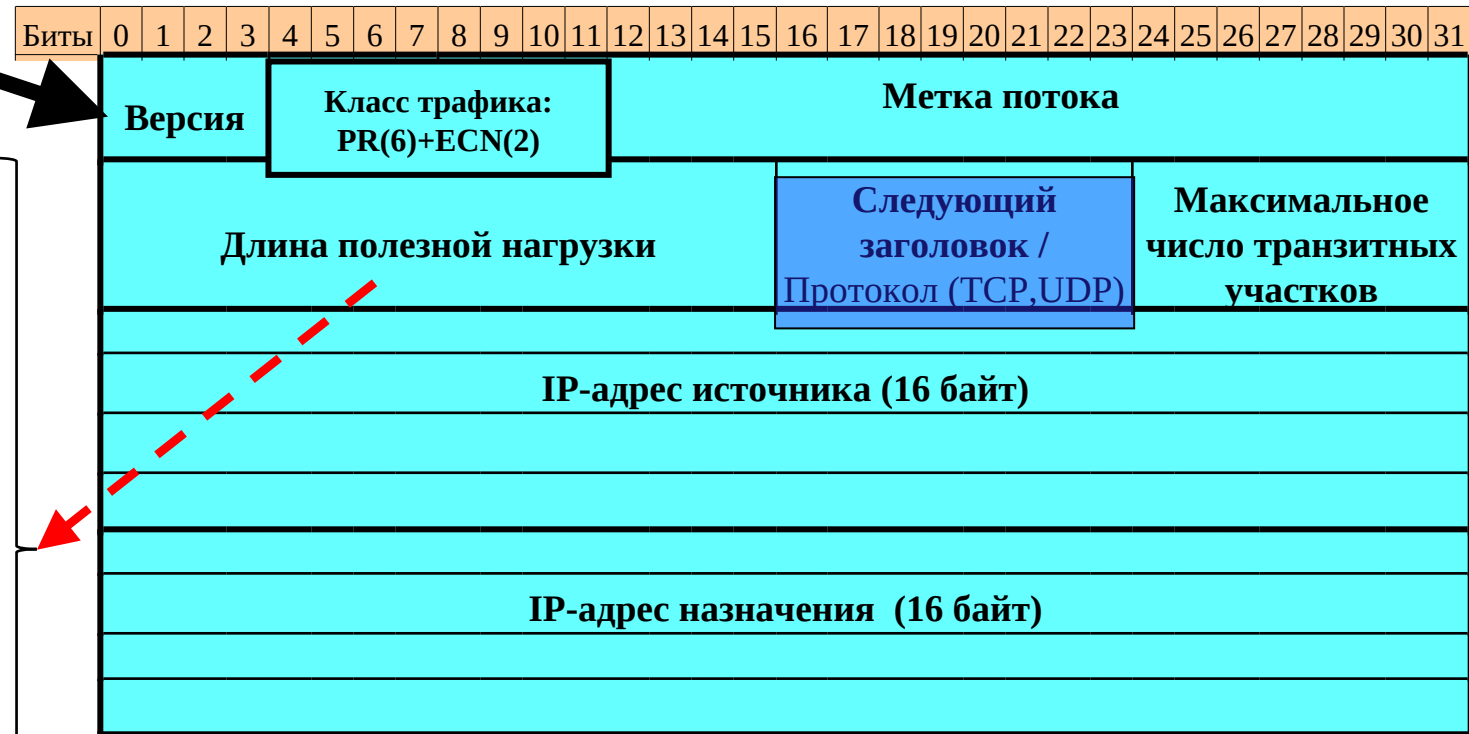 Биты 0 1 2 3 4 5 6 7 8 9 10 11 12 13 14 15 16 17 18 19 20 21 22 23 24 25 26 27 28 29 30 31
Версия
Класс трафика:
PR(6)+ECN(2)
Метка потока
Длина полезной нагрузки
Следующий
заголовок /
Протокол (TCP,UDP)
Максимальное
число транзитных
участков
IP-адрес источника (16 байт)
IP-адрес назначения (16 байт)